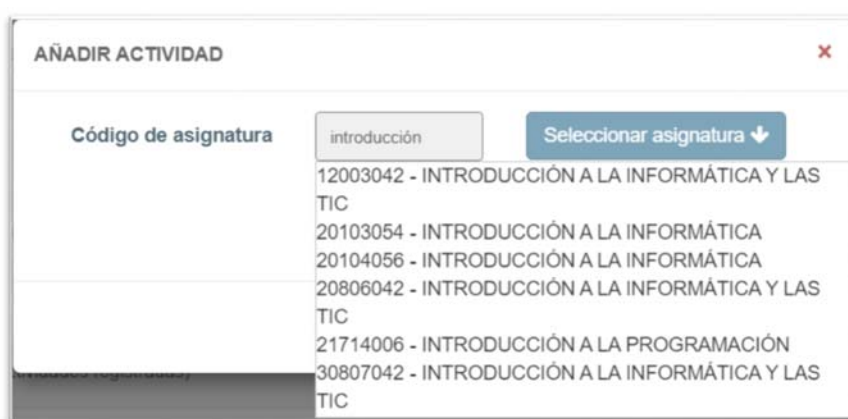 AÑADIR ACTIVIDAD ×
Código de asignatura introducción Seleccionar asignatura
12003042 - INTRODUCCIÓN A LA INFORMÁTICA Y LAS
TIC
20103054 - INTRODUCCIÓN A LA INFORMÁTICA
20104056 - INTRODUCCIÓN A LA INFORMÁTICA
20806042 - INTRODUCCIÓN A LA INFORMÁTICA Y LAS
TIC
21714006 - INTRODUCCIÓN A LA PROGRAMACIÓN
30807042 - INTRODUCCIÓN A LA INFORMÁTICA Y LAS
TIC